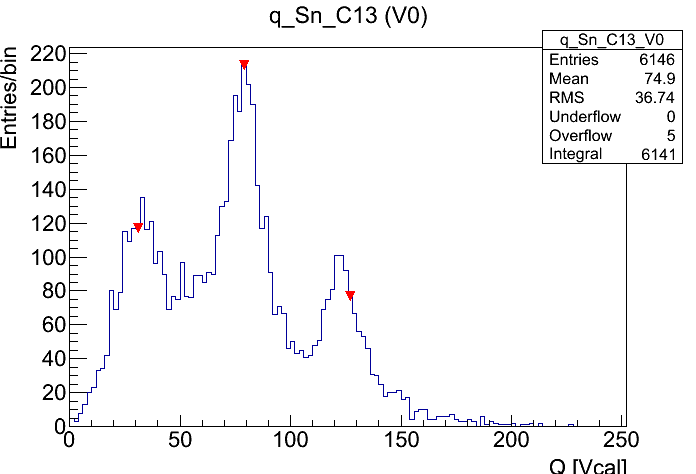 q_Sn_C13 (V0)
q_Sn_C13_V0
Entries 6146
Mean 74.9
RMS 36.74
Underflow 0
Overflow 5
Integral 6141
Entries/bin
220
200
180
160
140
120
100
80
60
40
20
0
0 50 100 150 200 250
Q [Vcal]